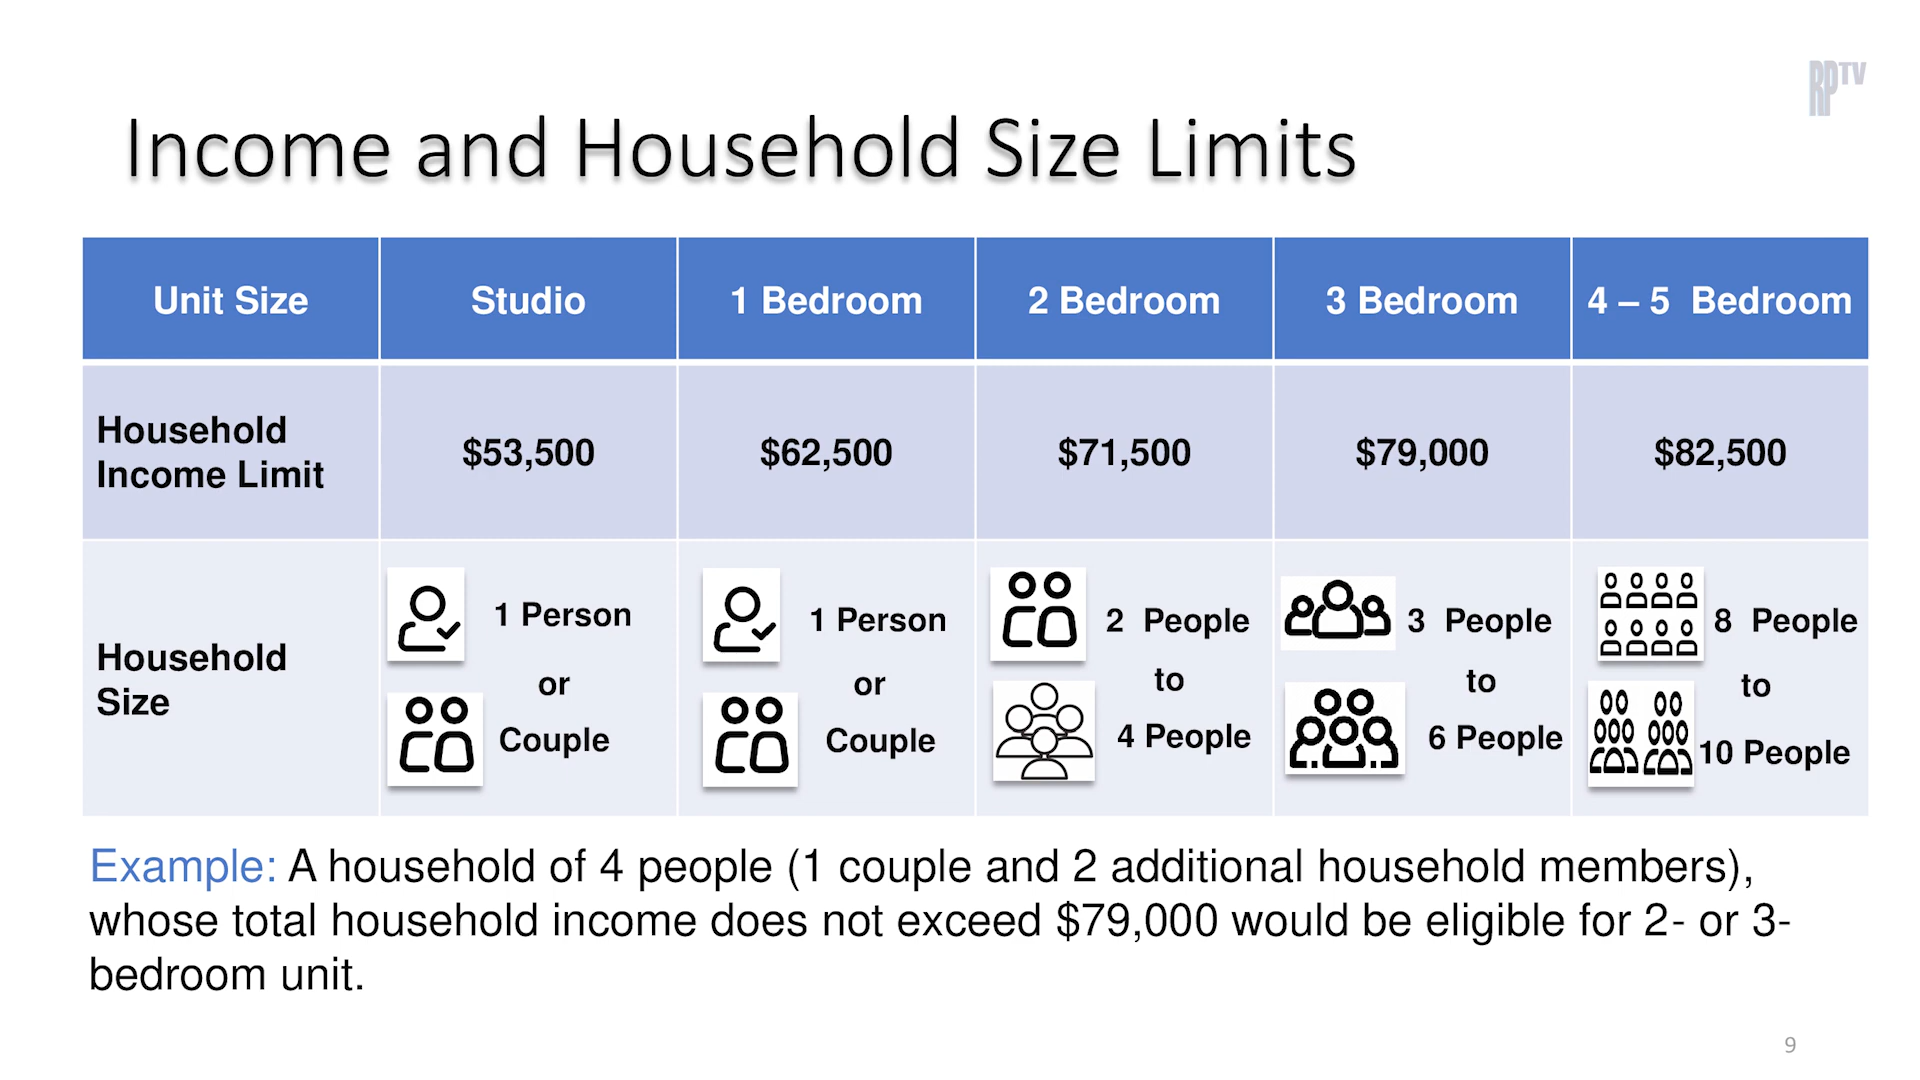 RPTV
Income and Household Size Limits
Unit Size
Studio
1 Bedroom
2 Bedroom
3 Bedroom
4 – 5 Bedroom
Household
Income Limit
$53,500
$62,500
$71,500
$79,000
$82,500
Household
Size
1 Person
or
Couple
1 Person
or
Couple
2 People
to
4 People
3 People
to
6 People
8 People
to
10 People
Example: A household of 4 people (1 couple and 2 additional household members),
whose total household income does not exceed $79,000 would be eligible for 2- or 3-
bedroom unit.
9